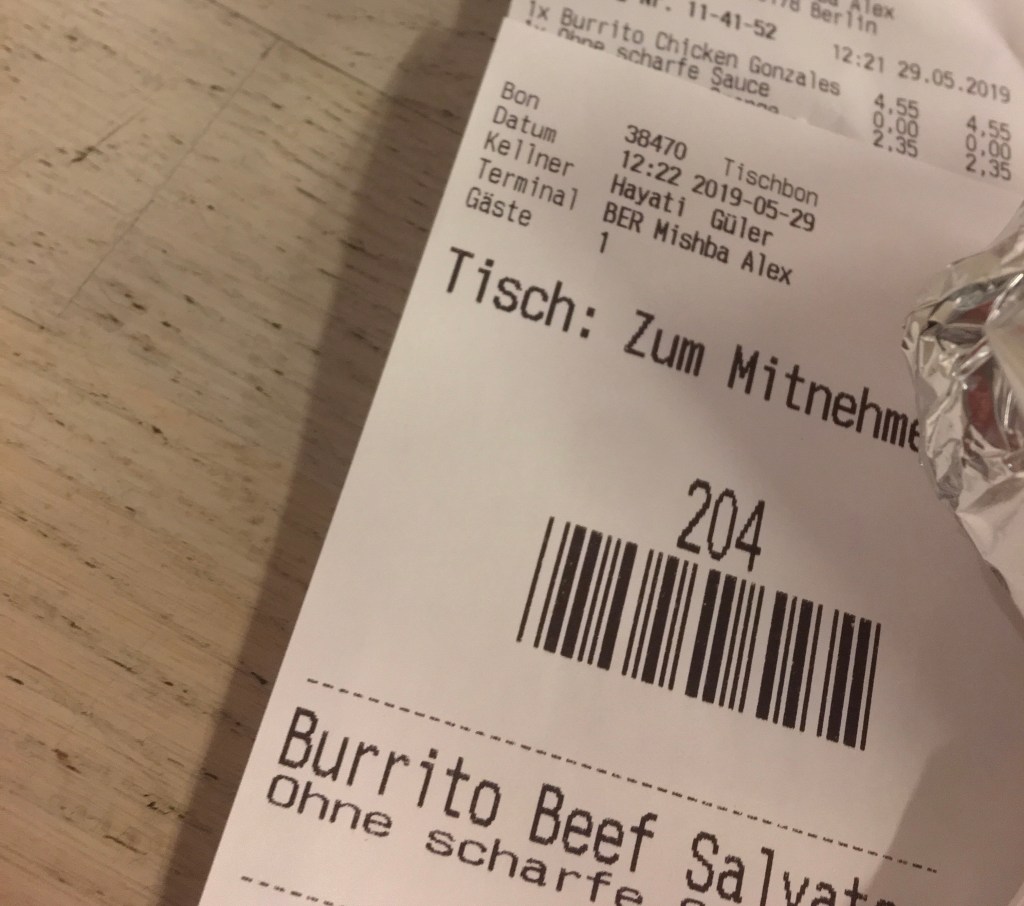 Alex
Berlin
Nr. 11-41-52
12:21 29.05.2019
1x Burrito Chicken Gonzales 4,55 4,55
Ohne scharfe Sauce 0,00 0,00
2,35 2,35
Bon 38470 Tischbon
Datum 12:22 2019-05-29
Kellner Hayati Güler
Terminal BER Mishba Alex
Gäste 1
Tisch: Zum Mitnehme
204
Burrito Beef Salvat
Ohne scharfe